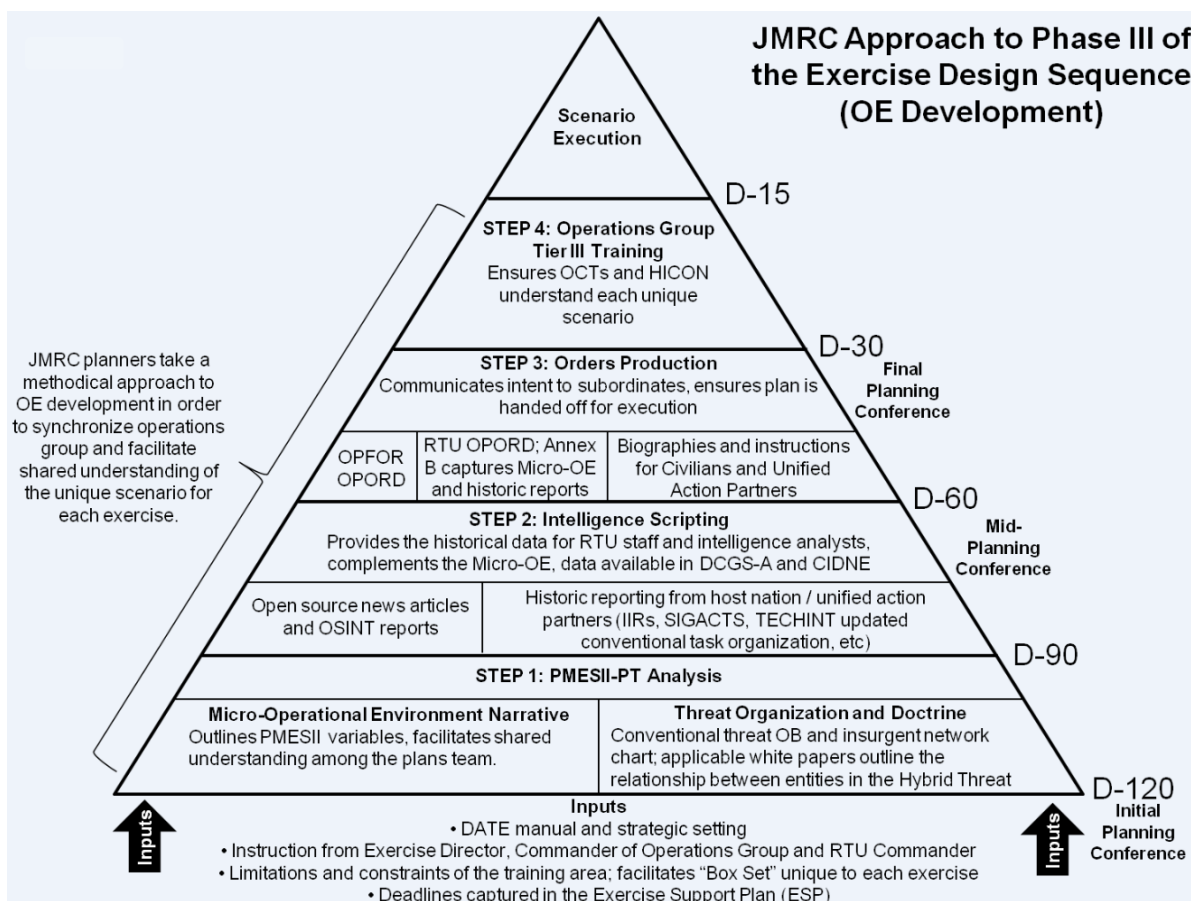 JMRC Approach to Phase III of
the Exercise Design Sequence
(OE Development)
Scenario
Execution
D-15
STEP 4: Operations Group
Tier III Training
Ensures OCTs and HICON
understand each unique
scenario
D-30
Final
Planning
Conference
JMRC planners take a
methodical approach to
OE development in order
to synchronize operations
group and facilitate
shared understanding of
the unique scenario for
each exercise.
STEP 3: Orders Production
Communicates intent to subordinates, ensures plan is
handed off for execution
OPFOR
OPORD
RTU OPORD; Annex
B captures Micro-OE
and historic reports
Biographies and instructions
for Civilians and Unified
Action Partners
D-60
Mid-
Planning
Conference
STEP 2: Intelligence Scripting
Provides the historical data for RTU staff and intelligence analysts,
complements the Micro-OE, data available in DCGS-A and CIDNE
Open source news articles
and OSINT reports
Historic reporting from host nation / unified action
partners (IIRs, SIGACTS, TECHINT updated
conventional task organization, etc)
D-90
STEP 1: PMESII-PT Analysis
Micro-Operational Environment Narrative
Outlines PMESII variables, facilitates shared
understanding among the plans team.
Threat Organization and Doctrine
Conventional threat OB and insurgent network
chart; applicable white papers outline the
relationship between entities in the Hybrid Threat
D-120
Initial
Planning
Conference
Inputs
Inputs
Inputs
• DATE manual and strategic setting
• Instruction from Exercise Director, Commander of Operations Group and RTU Commander
• Limitations and constraints of the training area; facilitates “Box Set” unique to each exercise
• Deadlines captured in the Exercise Support Plan (ESP)